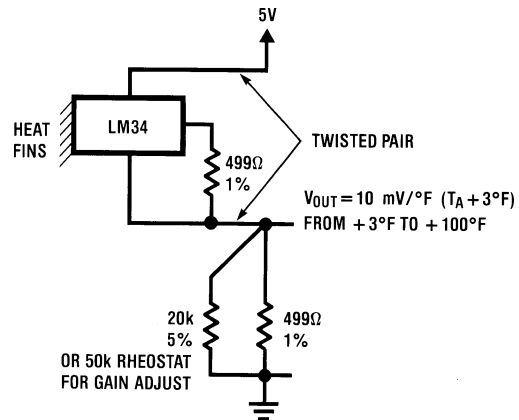 5V
LM34
HEAT
FINS
TWISTED PAIR
499Ω
1%
VOUT = 10 mV/°F (TA + 3°F)
FROM + 3°F TO + 100°F
20k
5%
499Ω
1%
OR 50k RHEOSTAT
FOR GAIN ADJUST